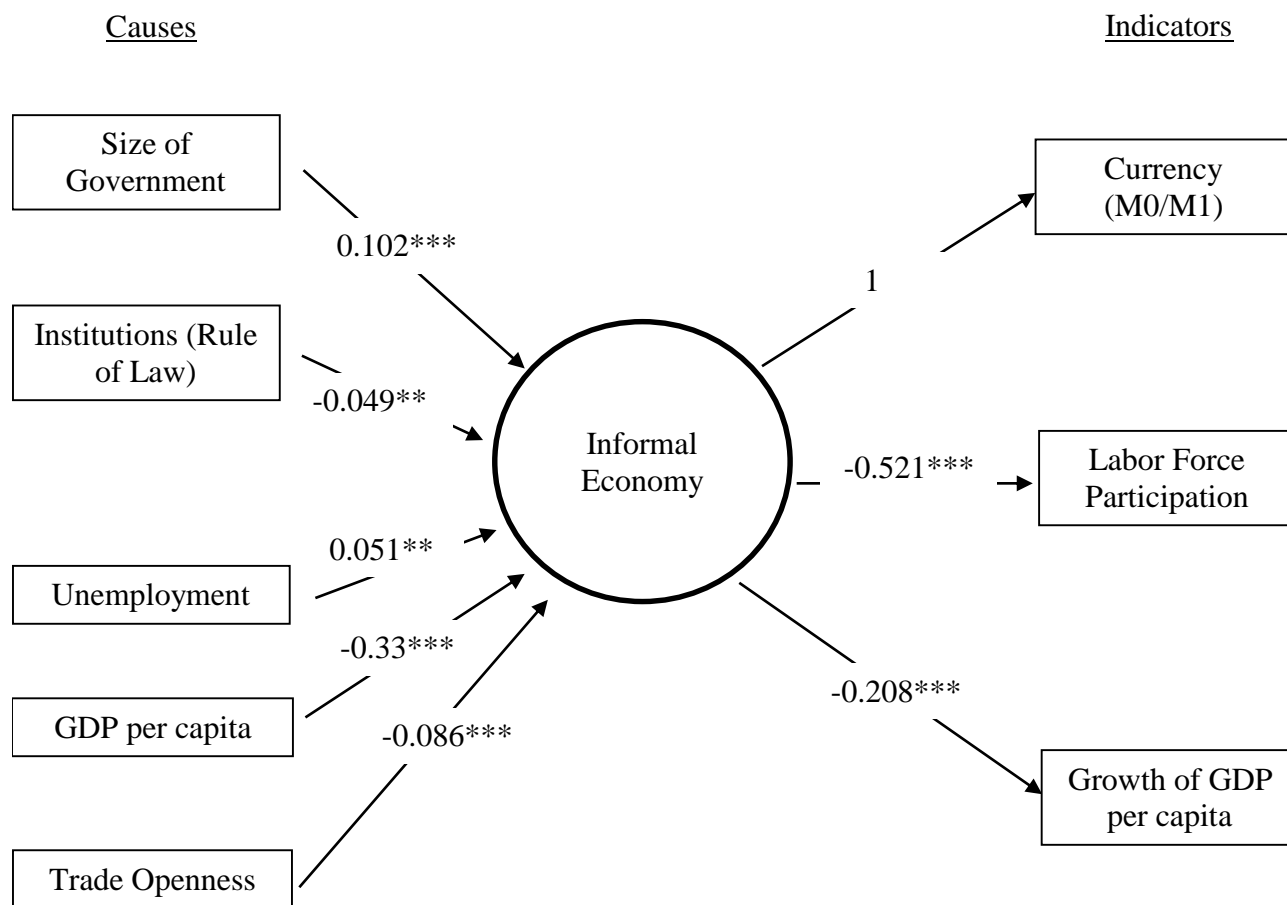 Causes
Indicators
Size of
Government
0.102***
Institutions (Rule
of Law)
-0.049**
Unemployment
0.051**
GDP per capita
-0.33***
Trade Openness
-0.086***
Informal
Economy
1
Currency
(M0/M1)
-0.521***
Labor Force
Participation
-0.208***
Growth of GDP
per capita